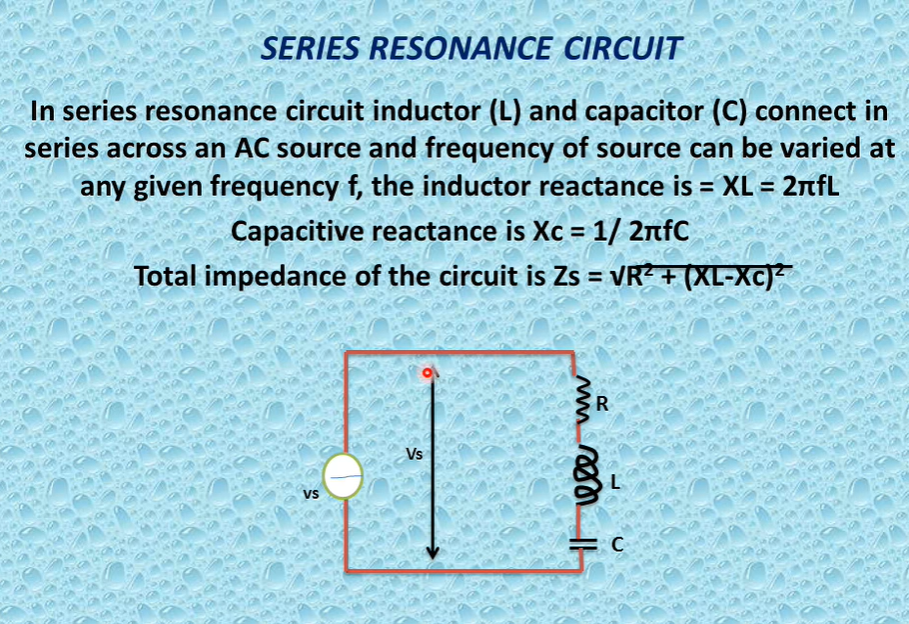 SERIES RESONANCE CIRCUIT
In series resonance circuit inductor (L) and capacitor (C) connect in
series across an AC source and frequency of source can be varied at
any given frequency f, the inductor reactance is = XL = 2πfL
Capacitive reactance is Xc = 1/ 2πfC
Total impedance of the circuit is Zs = √R² + (XL-Xc)²
R
Vs
L
vs
C